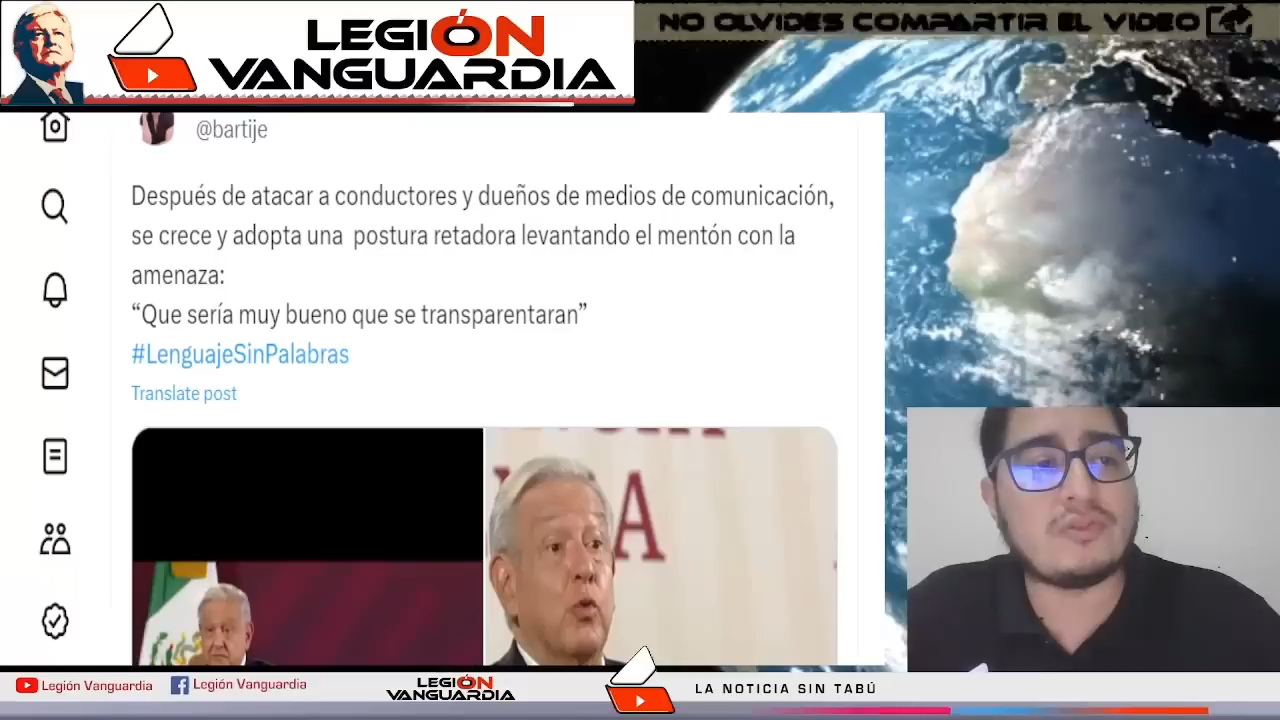 LEGIÓN
VANGUARDIA
NO OLVIDES COMPARTIR EL VIDEO
@bartije
Después de atacar a conductores y dueños de medios de comunicación,
se crece y adopta una postura retadora levantando el mentón con la
amenaza:
“Que sería muy bueno que se transparentaran”
#LenguajeSinPalabras
Translate post
A
Legión Vanguardia
Legión Vanguardia
LEGIÓN
VANGUARDIA
LA NOTICIA SIN TABÚ